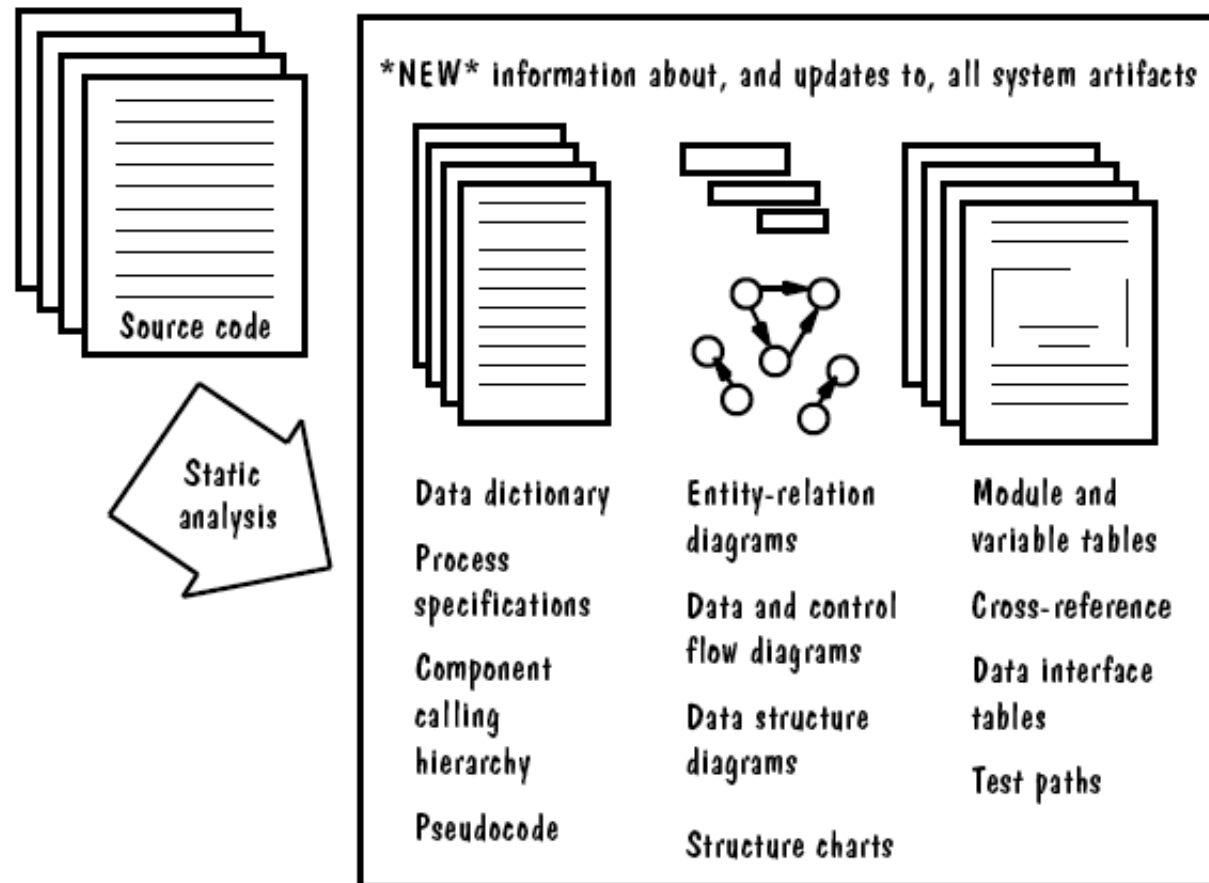 *NEW* information about, and updates to, all system artifacts
Source code
Static
analysis
Data dictionary
Process
specifications
Component
calling
hierarchy
Pseudocode
Entity-relation
diagrams
Data and control
flow diagrams
Data structure
diagrams
Structure charts
Module and
variable tables
Cross-reference
Data interface
tables
Test paths